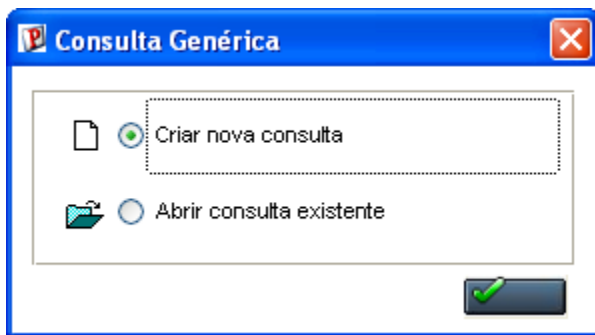 Consulta Genérica
Criar nova consulta
Abrir consulta existente